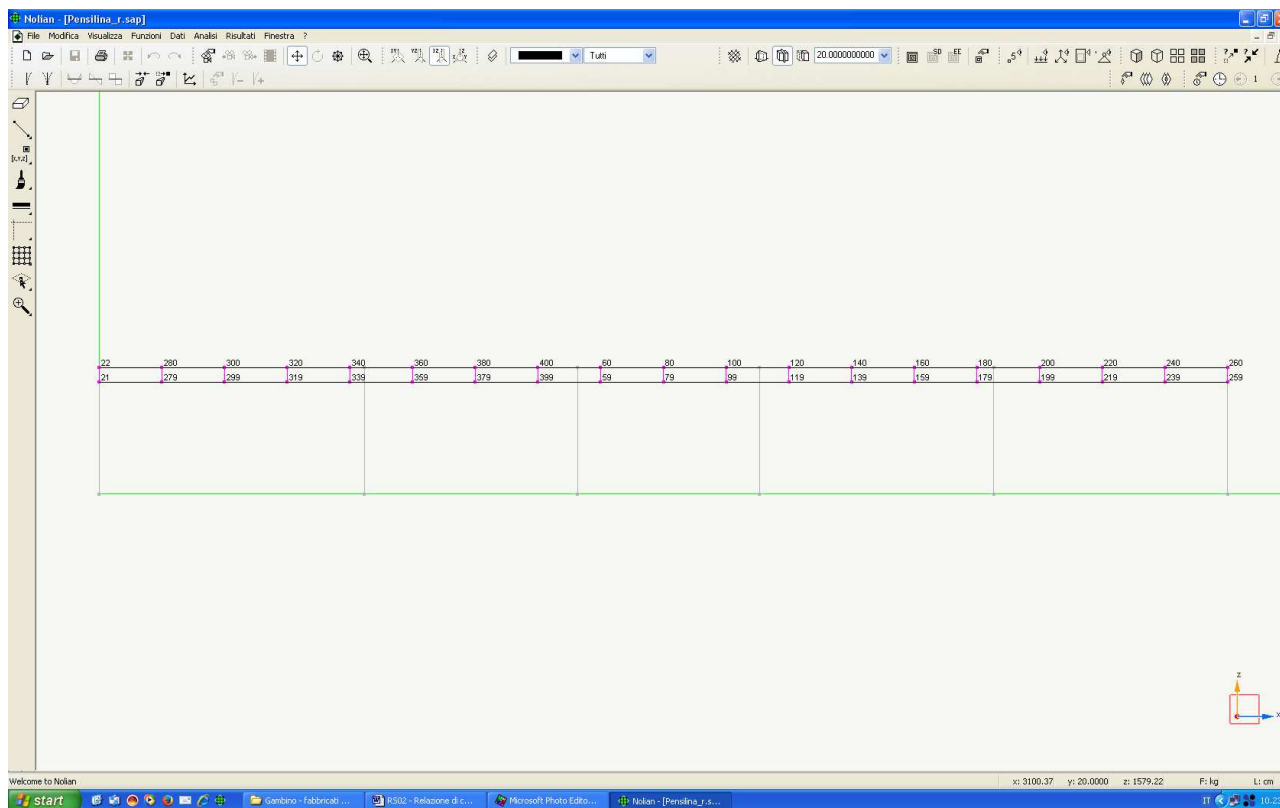 Nolian - [Pensilina_r.sap]
File Modifica Visualizza Funzioni Dati Analisi Risultati Finestra ?
Tutti
20.0000000000
1
[x,y,z]
22 280 300 320 340 360 380 400 60 80 100 120 140 160 180 200 220 240 260
21 279 299 319 339 359 379 399 59 79 99 119 139 159 179 199 219 239 259
z
x
Welcome to Nolian
x: 3100.37 y: 20.0000 z: 1579.22 F: kg L: cm
start
Gambino - fabbricati ...
RS02 - Relazione di c...
Microsoft Photo Edito...
Nolian - [Pensilina_r.s...
IT